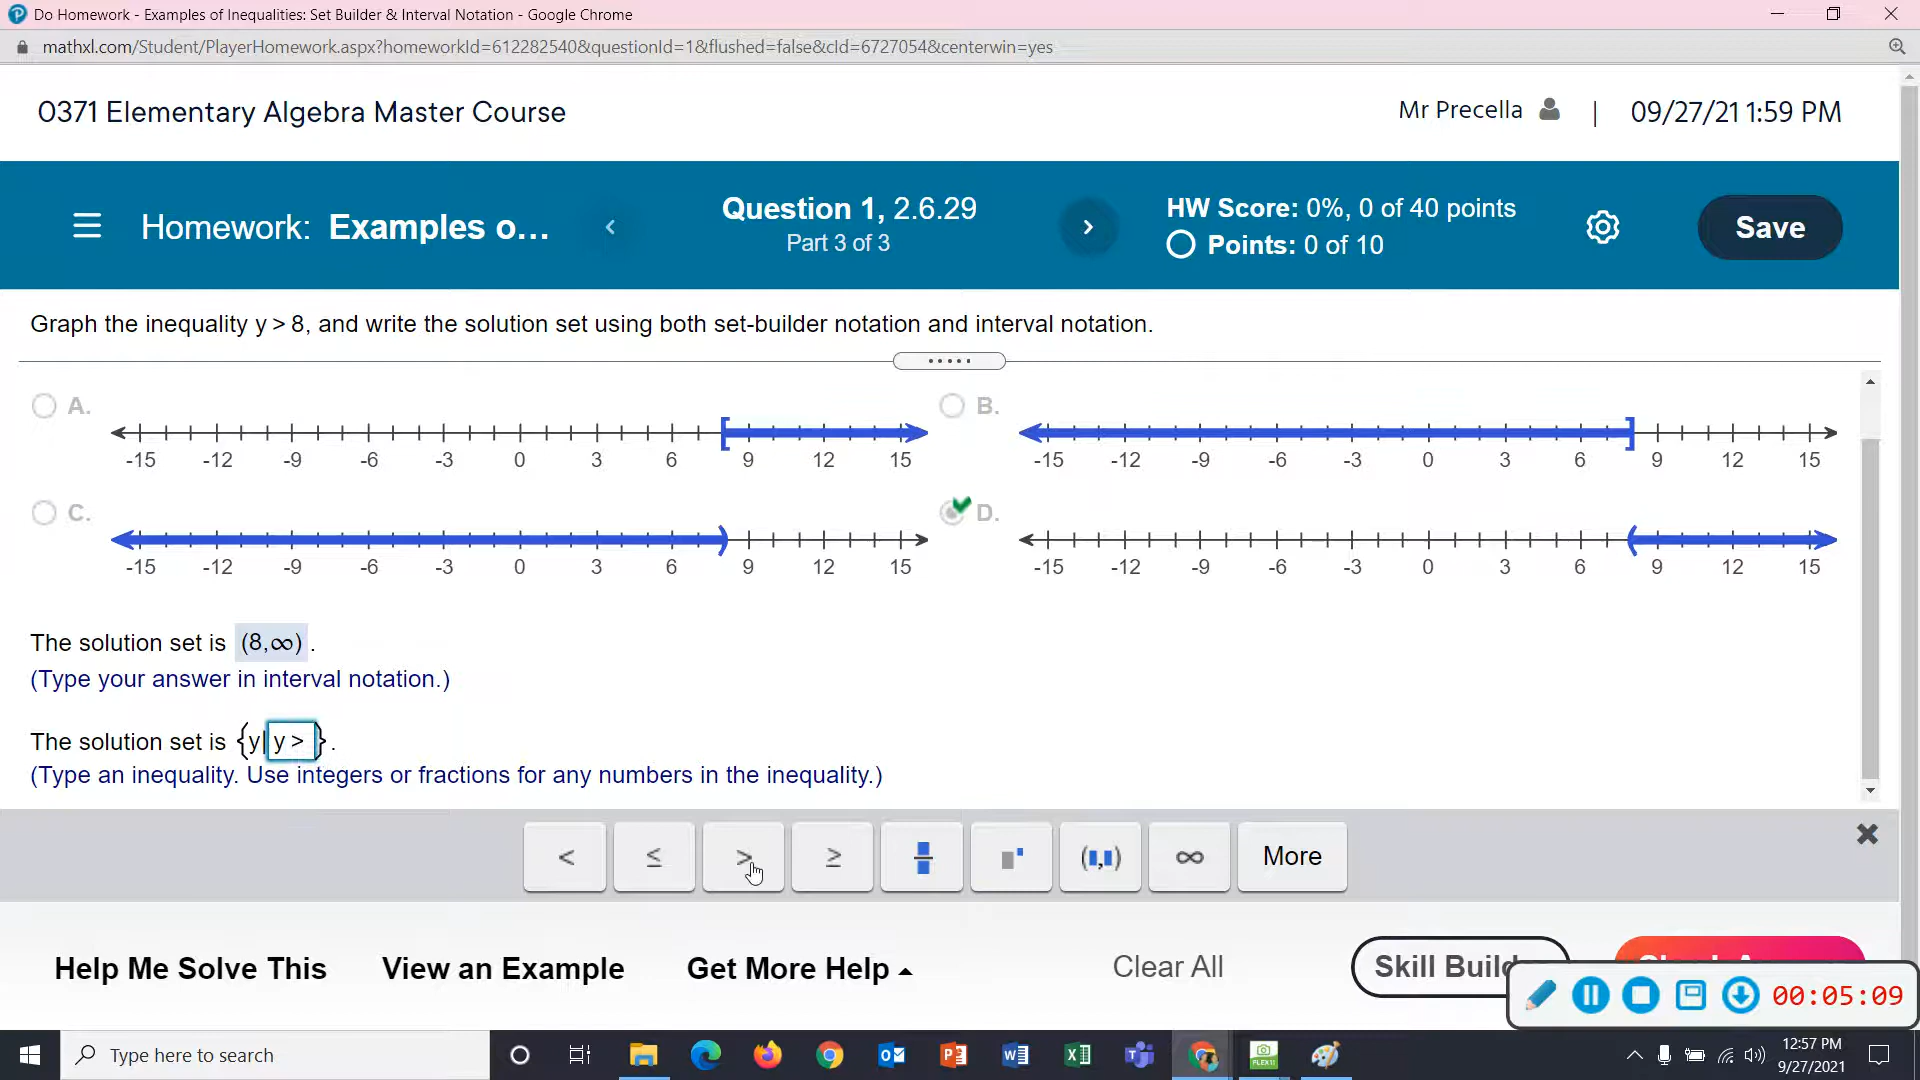 Do Homework - Examples of Inequalities: Set Builder & Interval Notation - Google Chrome
mathxl.com/Student/PlayerHomework.aspx?homeworkId=612282540&questionId=1&flushed=false&cId=6727054&centerwin=yes
0371 Elementary Algebra Master Course
Mr Precella | 09/27/21 1:59 PM
Homework: Examples o...
Question 1, 2.6.29
Part 3 of 3
HW Score: 0%, 0 of 40 points
Points: 0 of 10
Save
Graph the inequality y > 8, and write the solution set using both set-builder notation and interval notation.
A.
-15 -12 -9 -6 -3 0 3 6 9 12 15
B.
-15 -12 -9 -6 -3 0 3 6 9 12 15
C.
-15 -12 -9 -6 -3 0 3 6 9 12 15
D.
-15 -12 -9 -6 -3 0 3 6 9 12 15
The solution set is (8,∞).
(Type your answer in interval notation.)
The solution set is {y| y > }.
(Type an inequality. Use integers or fractions for any numbers in the inequality.)
< ≤ > ≥ (,) ∞ More
Help Me Solve This
View an Example
Get More Help
Clear All
Skill Build
00:05:09
Type here to search
12:57 PM
9/27/2021